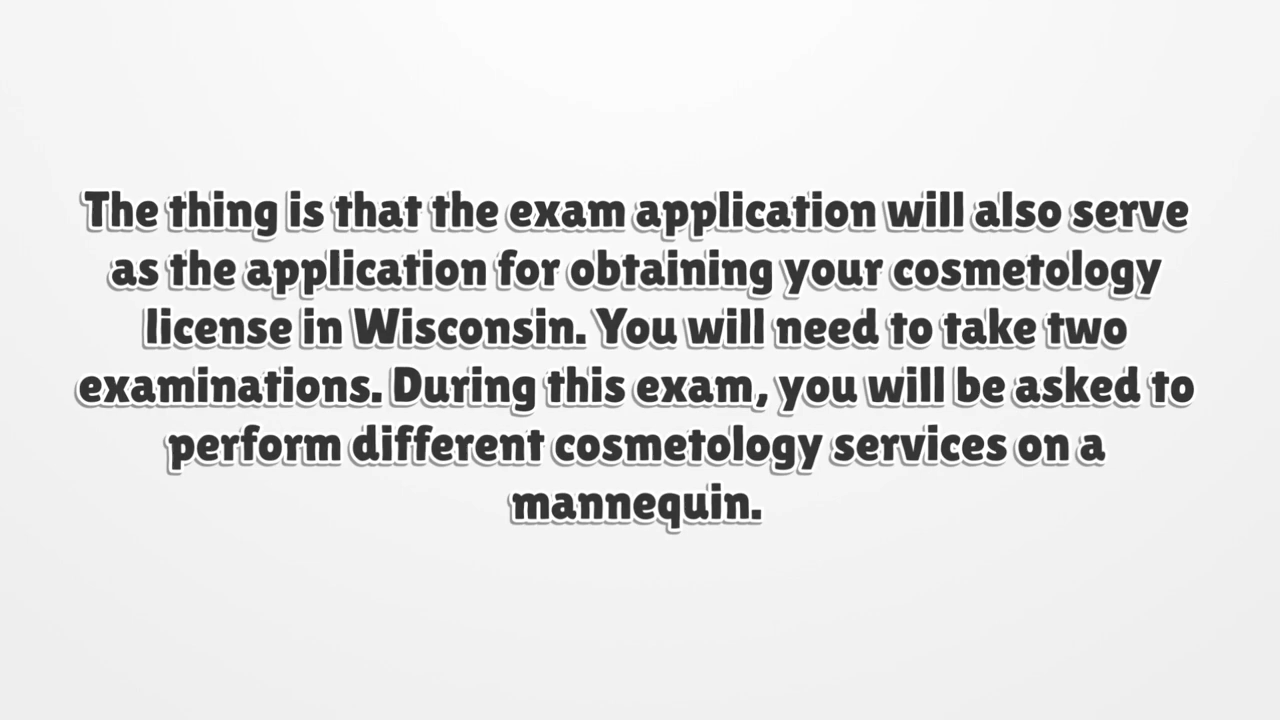 The thing is that the exam application will also serve
as the application for obtaining your cosmetology
license in Wisconsin. You will need to take two
examinations. During this exam, you will be asked to
perform different cosmetology services on a
mannequin.